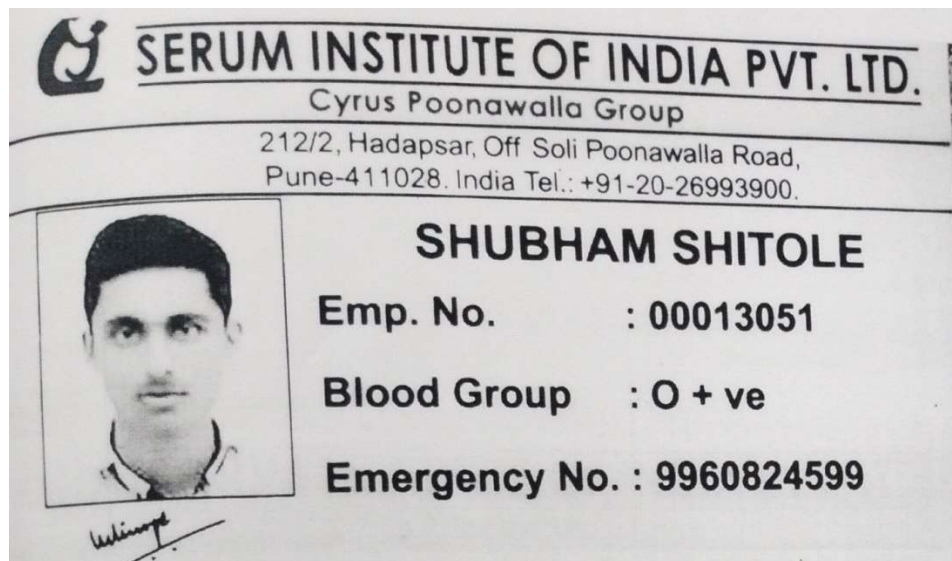 SERUM INSTITUTE OF INDIA PVT. LTD.
Cyrus Poonawalla Group
212/2, Hadapsar, Off Soli Poonawalla Road,
Pune-411028. India Tel.: +91-20-26993900.
SHUBHAM SHITOLE
Emp. No. : 00013051
Blood Group : O + ve
Emergency No. : 9960824599